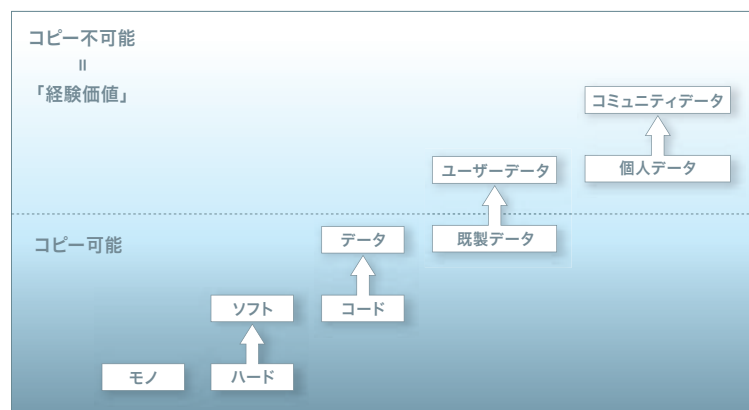 コピー不可能
＝
「経験価値」
コミュニティデータ
個人データ
ユーザーデータ
既製データ
コピー可能
データ
コード
ソフト
ハード
モノ